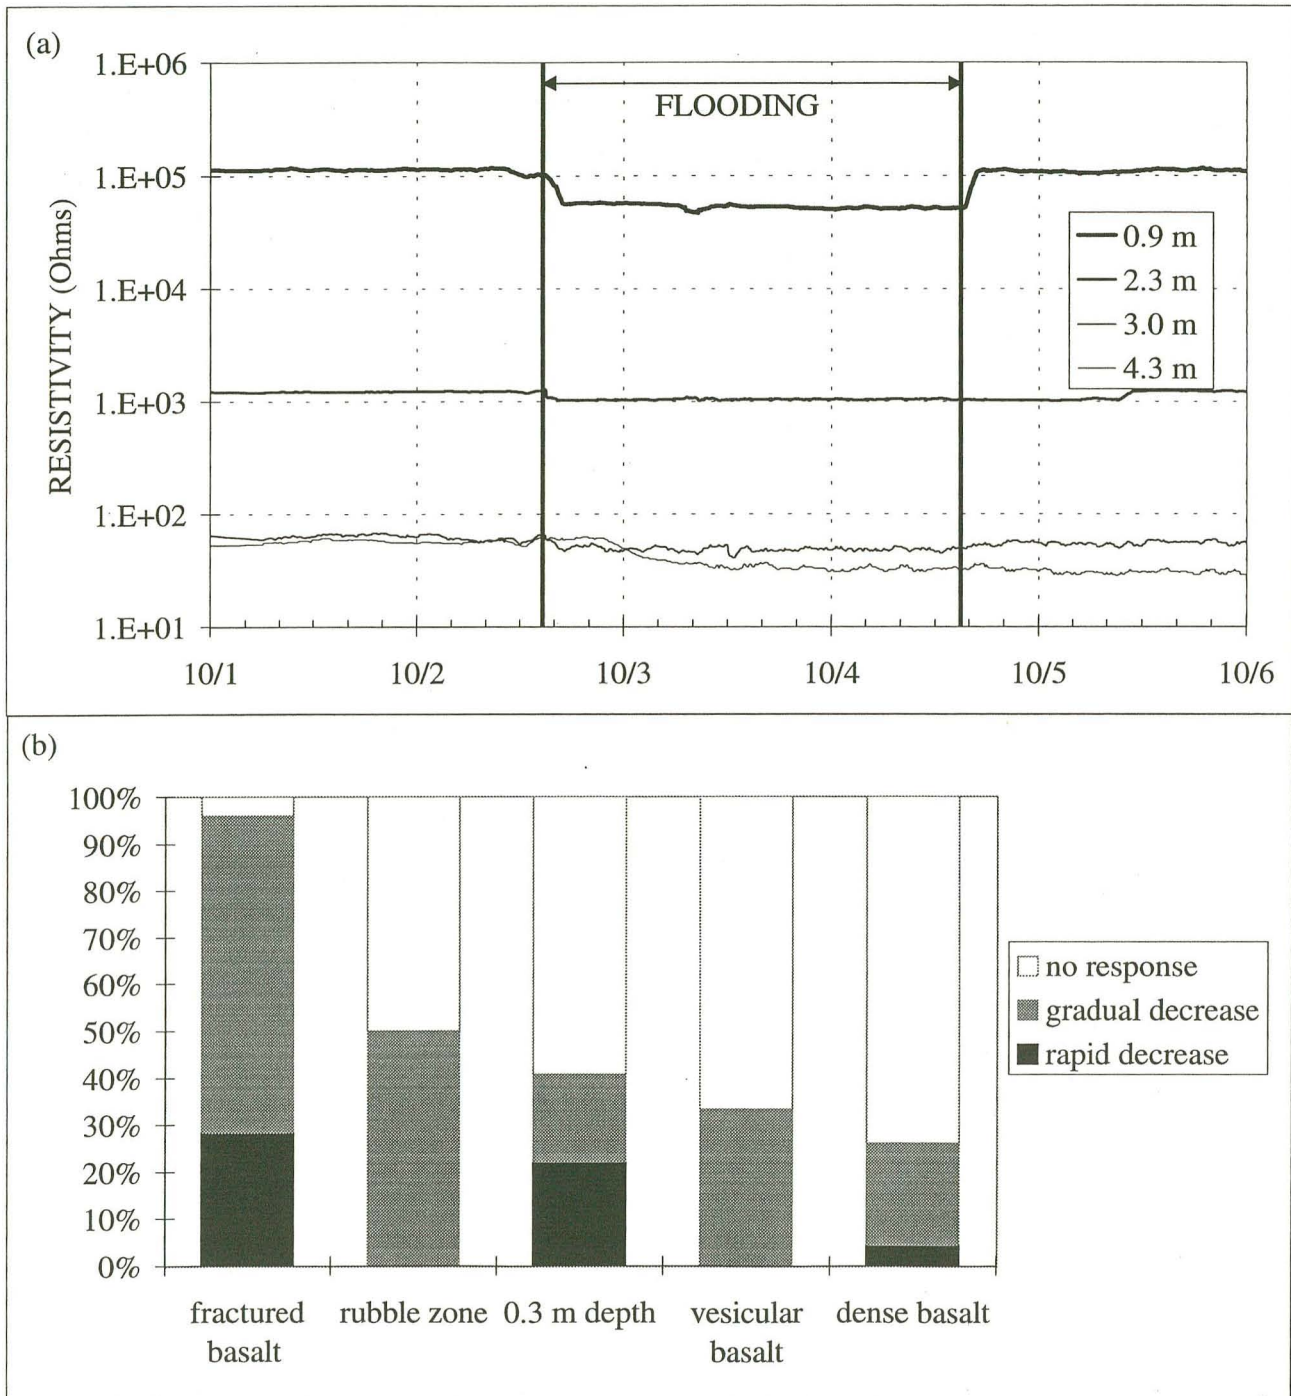 (a)
1.E+06
1.E+05
1.E+04
1.E+03
1.E+02
1.E+01
RESISTIVITY (Ohms)
FLOODING
0.9 m
2.3 m
3.0 m
4.3 m
10/1 10/2 10/3 10/4 10/5 10/6
(b)
100%
90%
80%
70%
60%
50%
40%
30%
20%
10%
0%
no response
gradual decrease
rapid decrease
fractured basalt
rubble zone
0.3 m depth
vesicular basalt
dense basalt